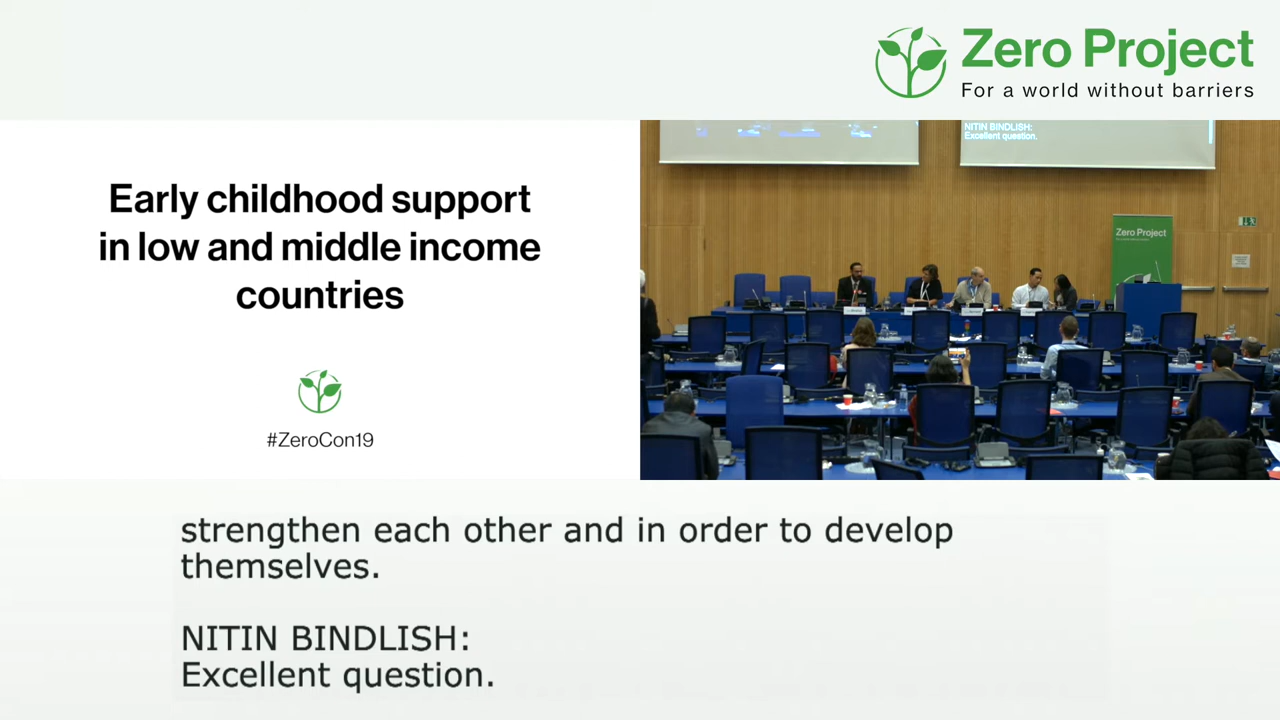 Zero Project
For a world without barriers
Early childhood support
in low and middle income
countries
#ZeroCon19
NITIN BINDLISH:
Excellent question.
Zero Project
strengthen each other and in order to develop
themselves.
NITIN BINDLISH:
Excellent question.